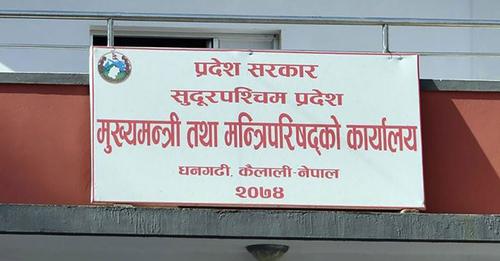 प्रदेश सरकार
सुदूरपश्चिम प्रदेश
मुख्यमन्त्री तथा मन्त्रिपरिषद्को कार्यालय
धनगढी, कैलाली-नेपाल
२०७४